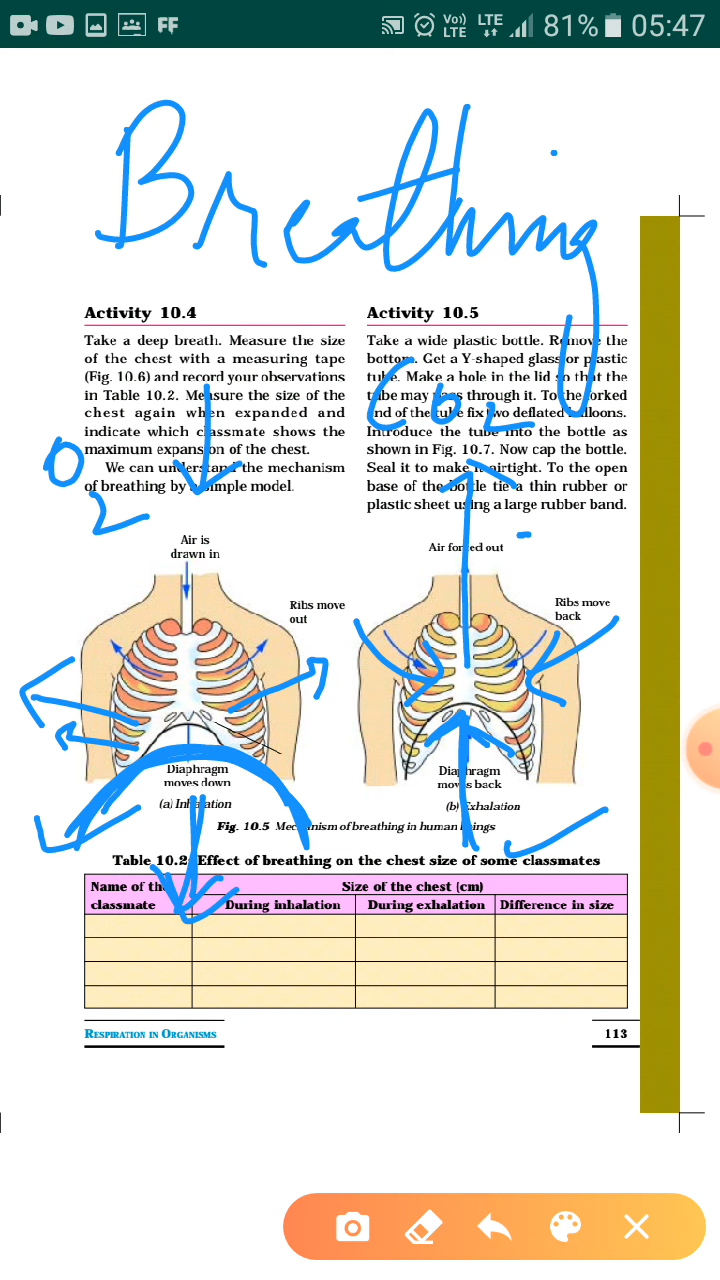 FF Vo)) LTE LTE 81% 05:47
Breathing
Activity 10.4
Take a deep breath. Measure the size
of the chest with a measuring tape
(Fig. 10.6) and record your observations
in Table 10.2. Measure the size of the
chest again when expanded and
indicate which classmate shows the
maximum expansion of the chest.
We can understand the mechanism
of breathing by a simple model.
Activity 10.5
Take a wide plastic bottle. Remove the
bottom. Get a Y-shaped glass or plastic
tube. Make a hole in the lid so that the
tube may pass through it. To the forked
end of the tube fix two deflated balloons.
Introduce the tube into the bottle as
shown in Fig. 10.7. Now cap the bottle.
Seal it to make it airtight. To the open
base of the bottle tie a thin rubber or
plastic sheet using a large rubber band.
O2
CO2
Air is
drawn in
Ribs move
out
Diaphragm
moves down
(a) Inhalation
Air forced out
Ribs move
back
Diaphragm
moves back
(b) Exhalation
Fig. 10.5 Mechanism of breathing in human beings
Table 10.2: Effect of breathing on the chest size of some classmates
Name of the
classmate
Size of the chest (cm)
During inhalation During exhalation Difference in size
RESPIRATION IN ORGANISMS 113